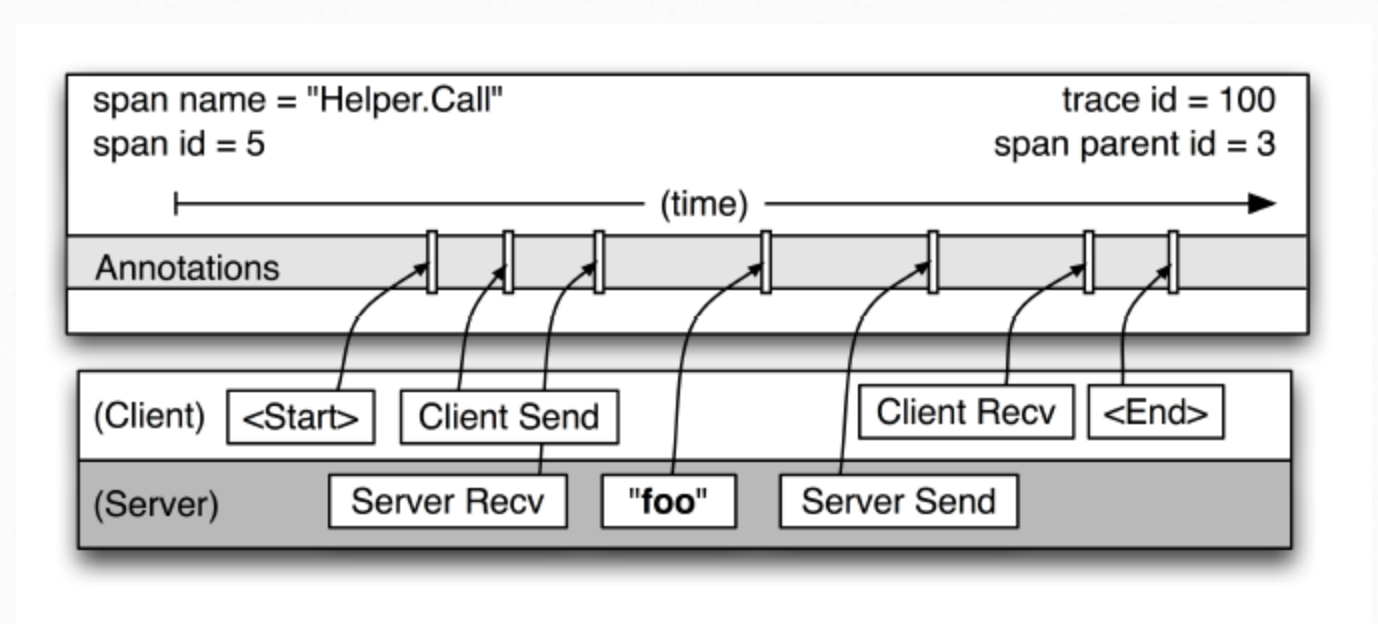 span name = "Helper.Call"
trace id = 100
span id = 5
span parent id = 3
(time)
Annotations
(Client)
<Start>
Client Send
Client Recv
<End>
(Server)
Server Recv
"foo"
Server Send